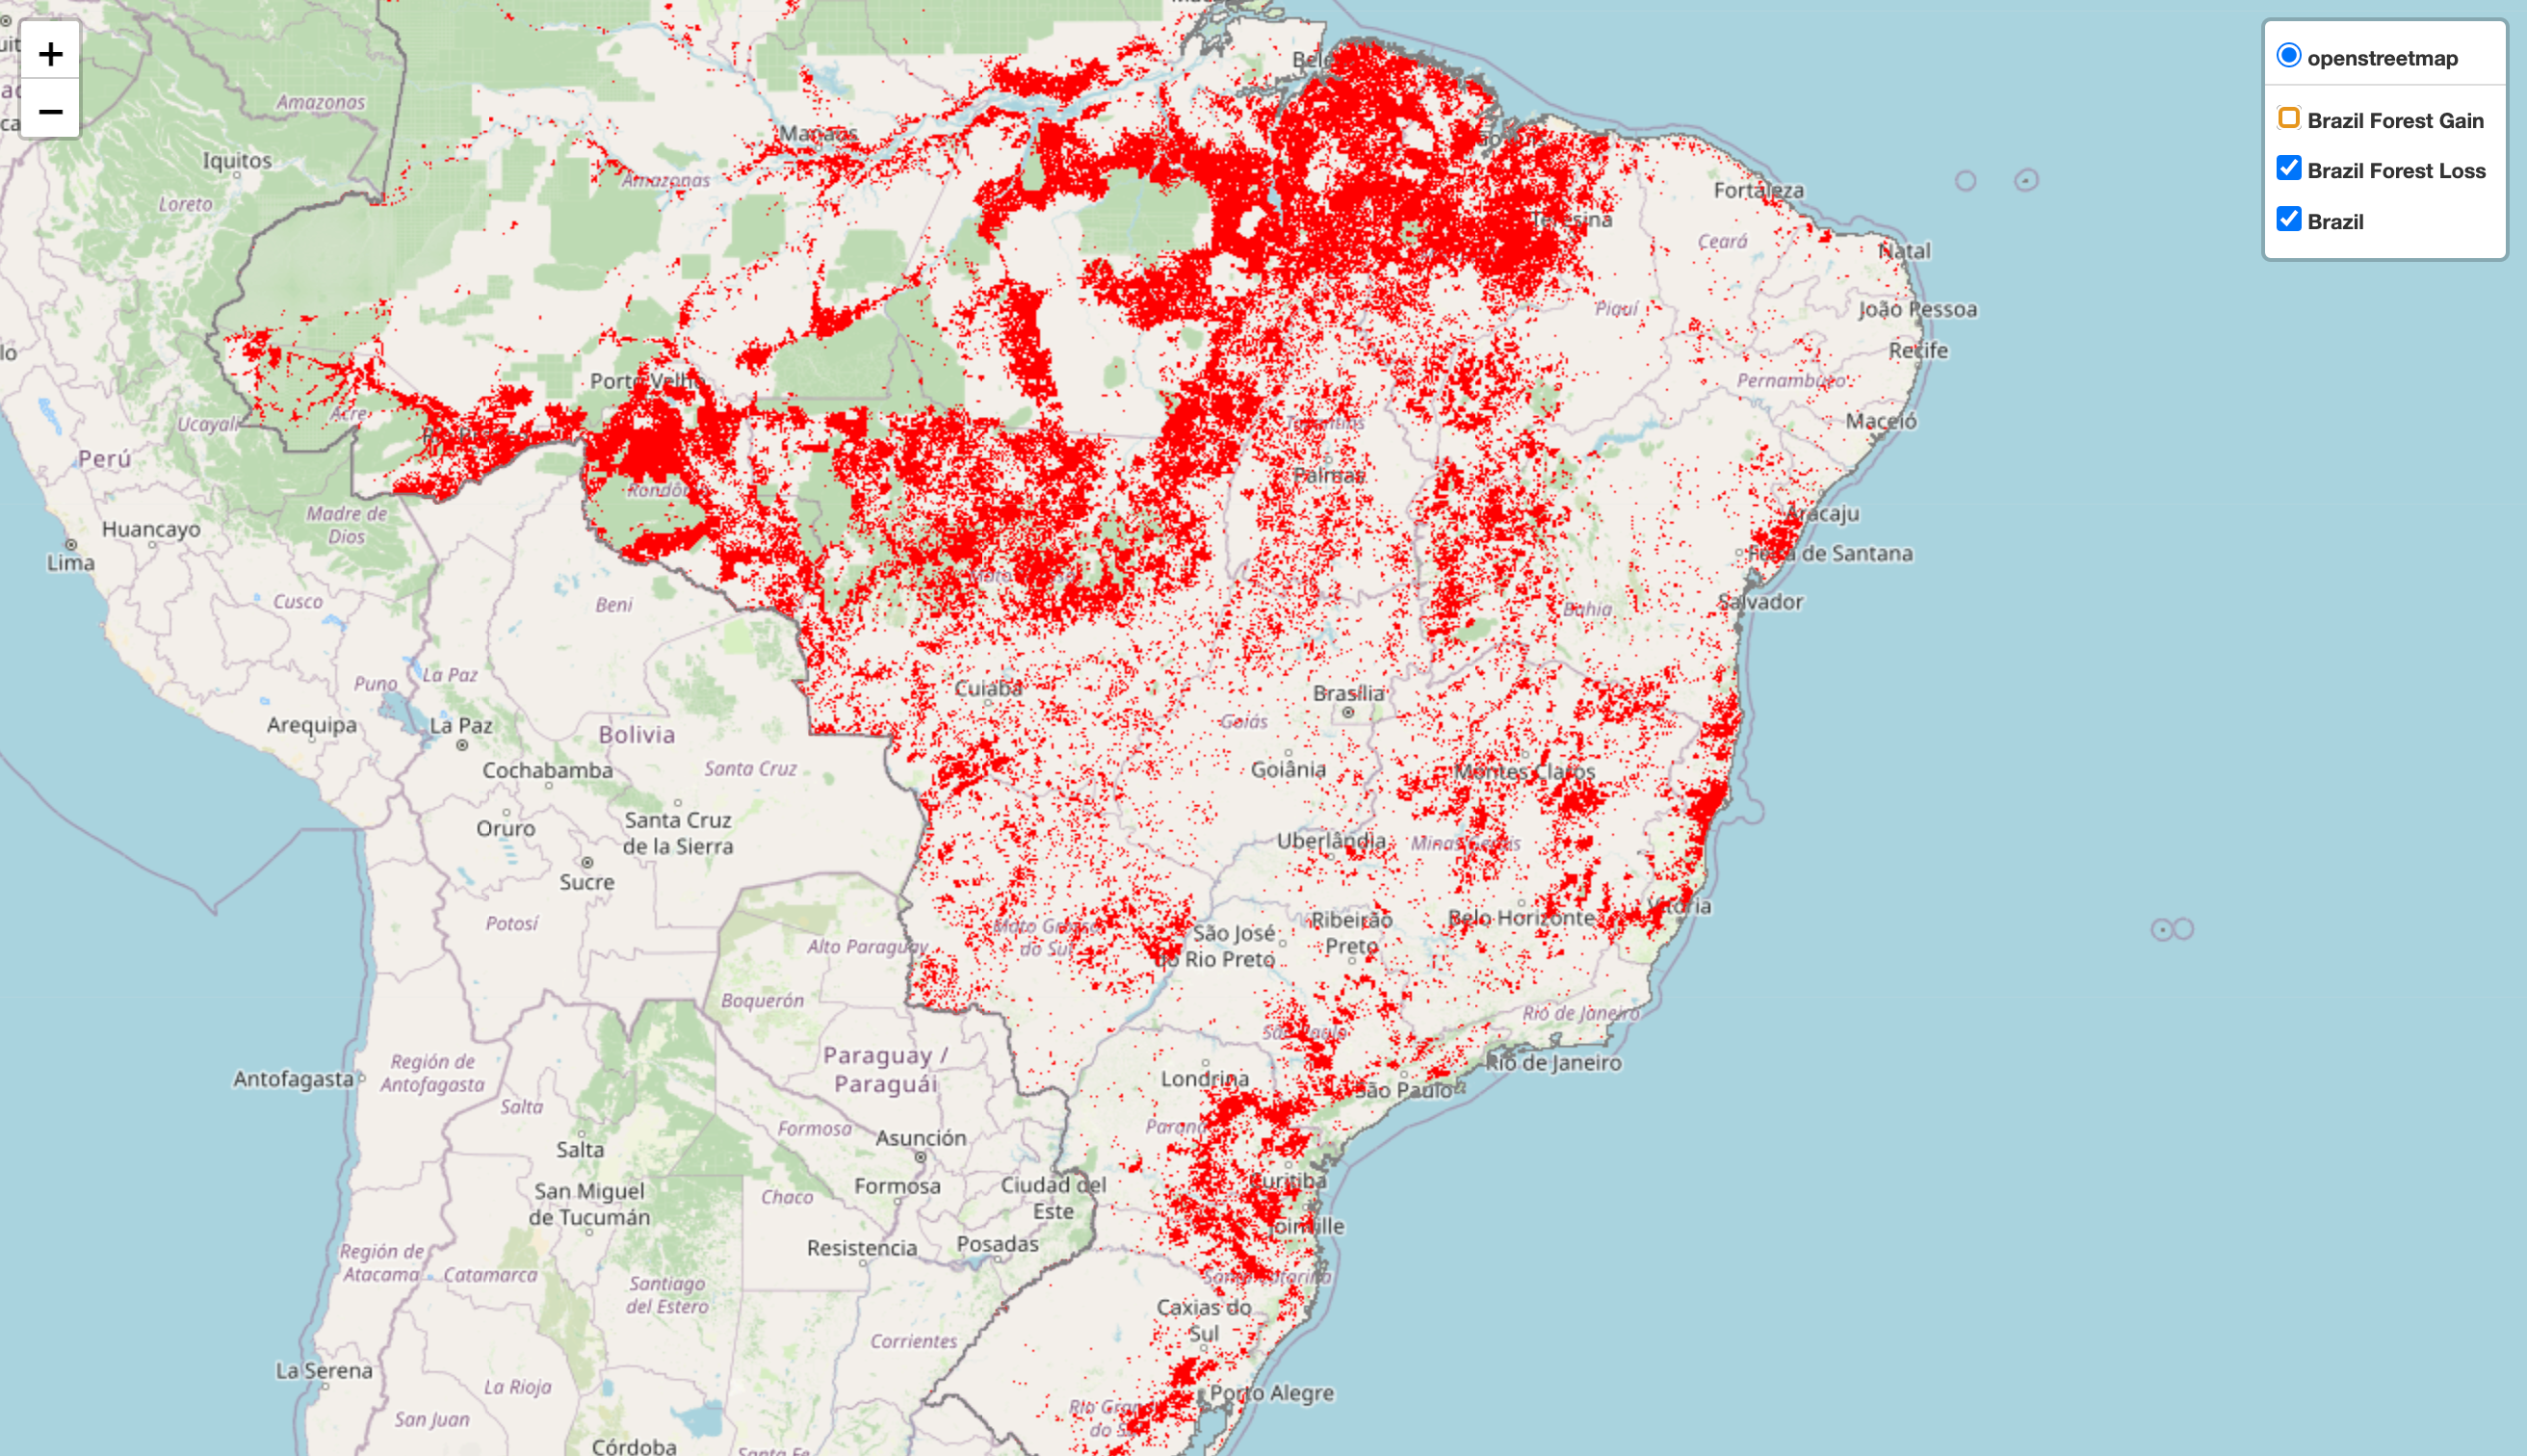 +
−
openstreetmap
Brazil Forest Gain
Brazil Forest Loss
Brazil
Amazonas
Iquitos
Loreto
Manaus
Amazonas
Fortaleza
Teresina
Ceará
Natal
João Pessoa
Piauí
Recife
Pernambuco
Maceió
Porto Velho
Acre
Ucayali
Perú
Tocantins
Palmas
Rondôn
Aracaju
Madre de
Dios
Huancayo
Lima
Feira de Santana
Salvador
Bahia
Cusco
Beni
Mato
Puno
La Paz
Cuiabá
Brasília
Goiás
Arequipa
La Paz
Bolivia
Cochabamba
Santa Cruz
Goiânia
Montes Claros
Oruro
Santa Cruz
de la Sierra
Uberlândia
Minas Gerais
Sucre
Potosí
Alto Paraguay
Mato Grosso
do Sul
São José
do Rio Preto
Ribeirão
Preto
Belo Horizonte
Vitória
Boquerón
Rio de Janeiro
São Paulo
Rio de Janeiro
Paraguay /
Paraguái
Región de
Antofagasta
Antofagasta
Londrina
São Paulo
Salta
Formosa
Asunción
Paraná
Salta
San Miguel
de Tucumán
Chaco
Formosa
Ciudad del
Este
Curitiba
Joinville
Resistencia
Posadas
Región de
Atacama
Catamarca
Santiago
del Estero
Santa Catarina
Caxias do
Sul
Corrientes
La Serena
La Rioja
Porto Alegre
San Juan
Rio Gran
do S
Córdoba
Santa Fe